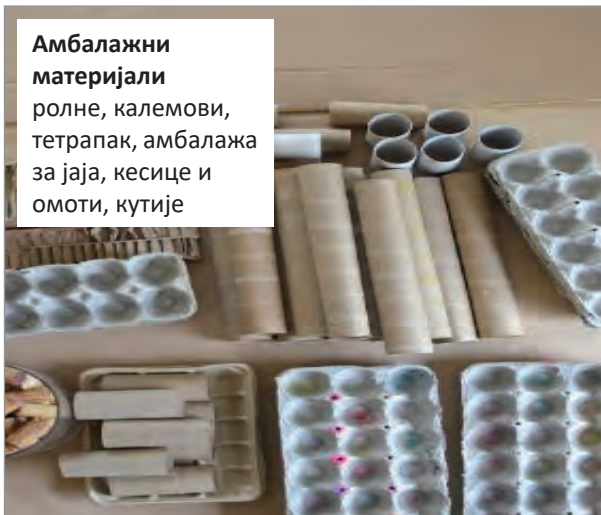 Амбалажни
материјали
ролне, калемови,
тетрапак, амбалажа
за јаја, кесице и
омоти, кутије